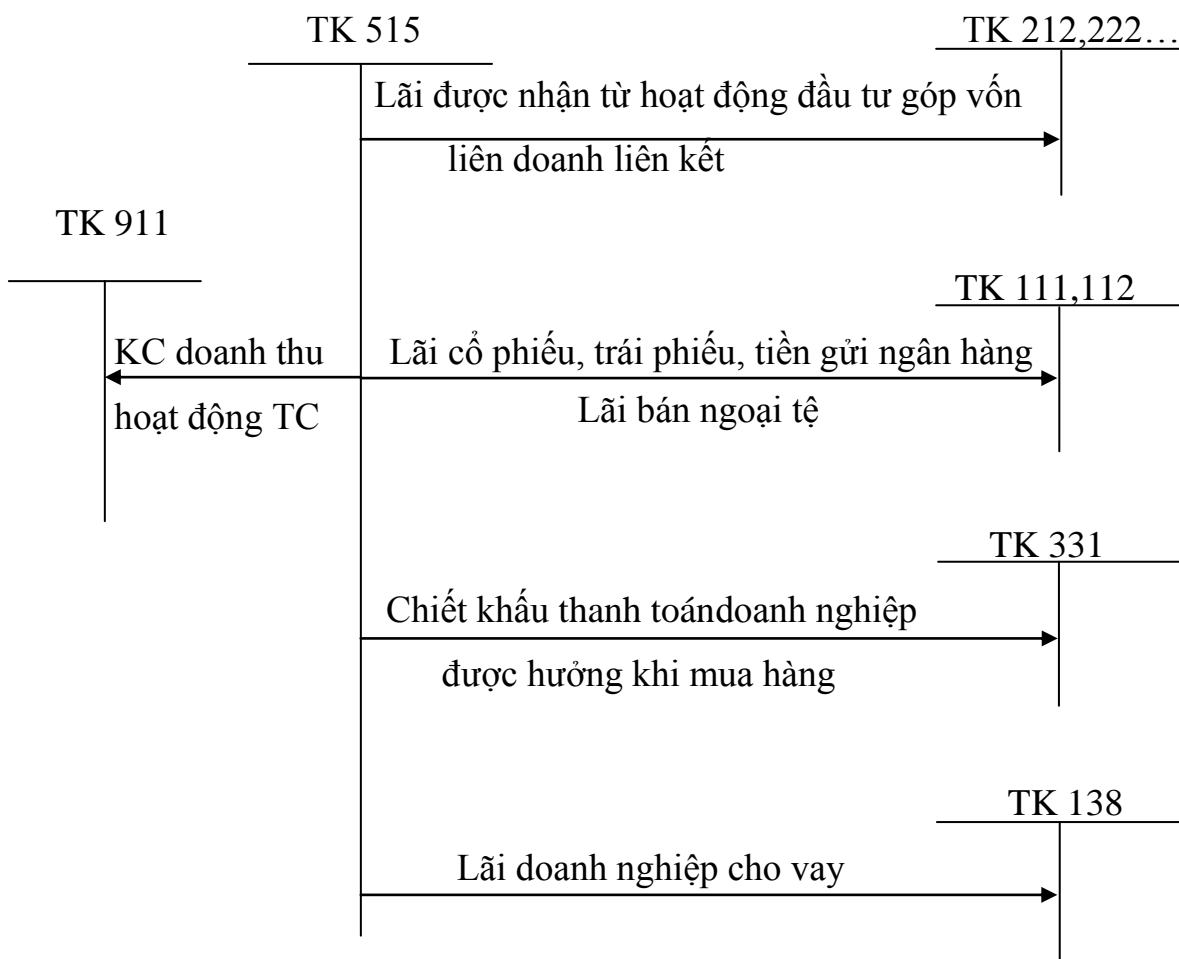 TK 515
TK 212,222…
Lãi được nhận từ hoạt động đầu tư góp vốn
liên doanh liên kết
TK 911
TK 111,112
KC doanh thu
hoạt động TC
Lãi cổ phiếu, trái phiếu, tiền gửi ngân hàng
Lãi bán ngoại tệ
TK 331
Chiết khấu thanh toándoanh nghiệp
được hưởng khi mua hàng
TK 138
Lãi doanh nghiệp cho vay